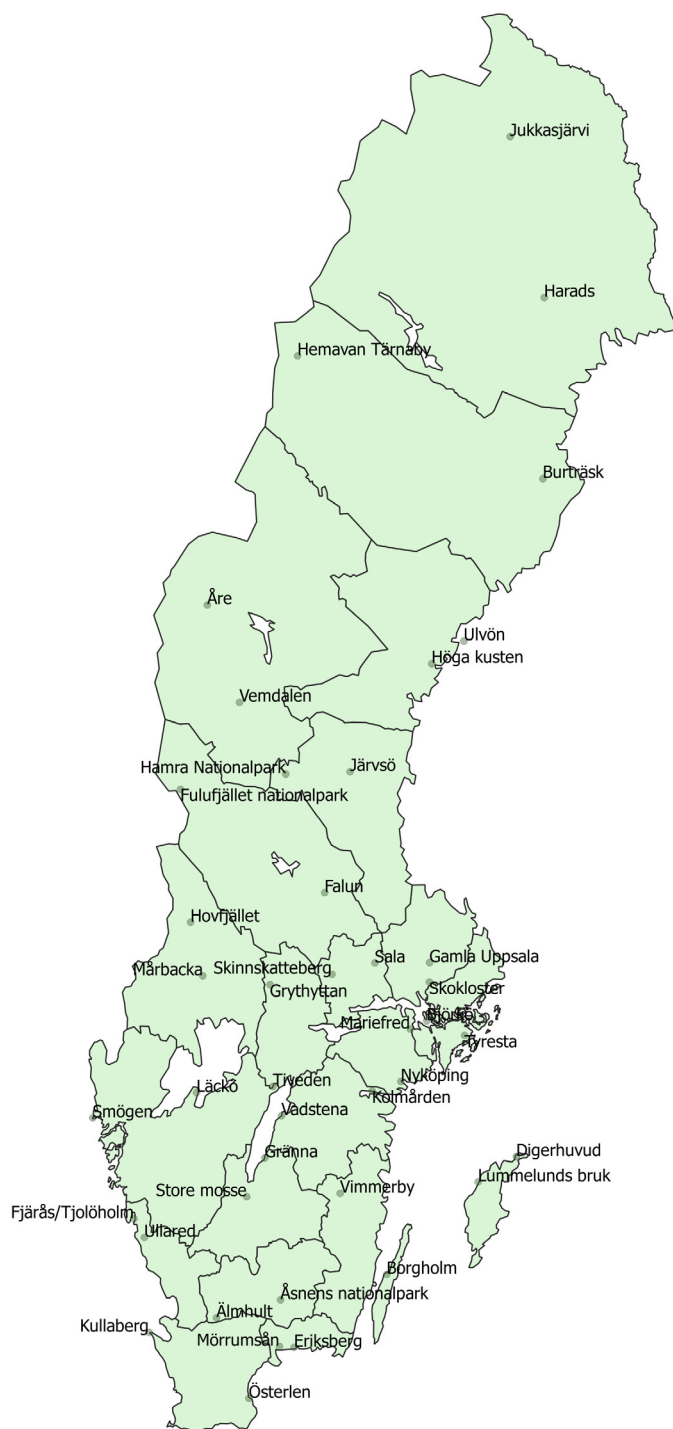 Jukkasjärvi
Harads
Hemavan Tärnaby
Burträsk
Åre
Ulvön
Höga kusten
Vemdalen
Järvsö
Hamra Nationalpark
Fulufjället nationalpark
Falun
Hovfjället
Gamla Uppsala
Sala
Skinnskatteberg
Mårbacka
Grythyttan
Skokloster
Mariefred
Tyresta
Nyköping
Tiveden
Läckö
Kolmården
Vadstena
Smögen
Gränna
Digerhuvud
Lummelunds bruk
Store mosse
Vimmerby
Fjärås/Tjolöholm
Ullared
Borgholm
Åsnens nationalpark
Älmhult
Kullaberg
Mörrumsån
Eriksberg
Österlen